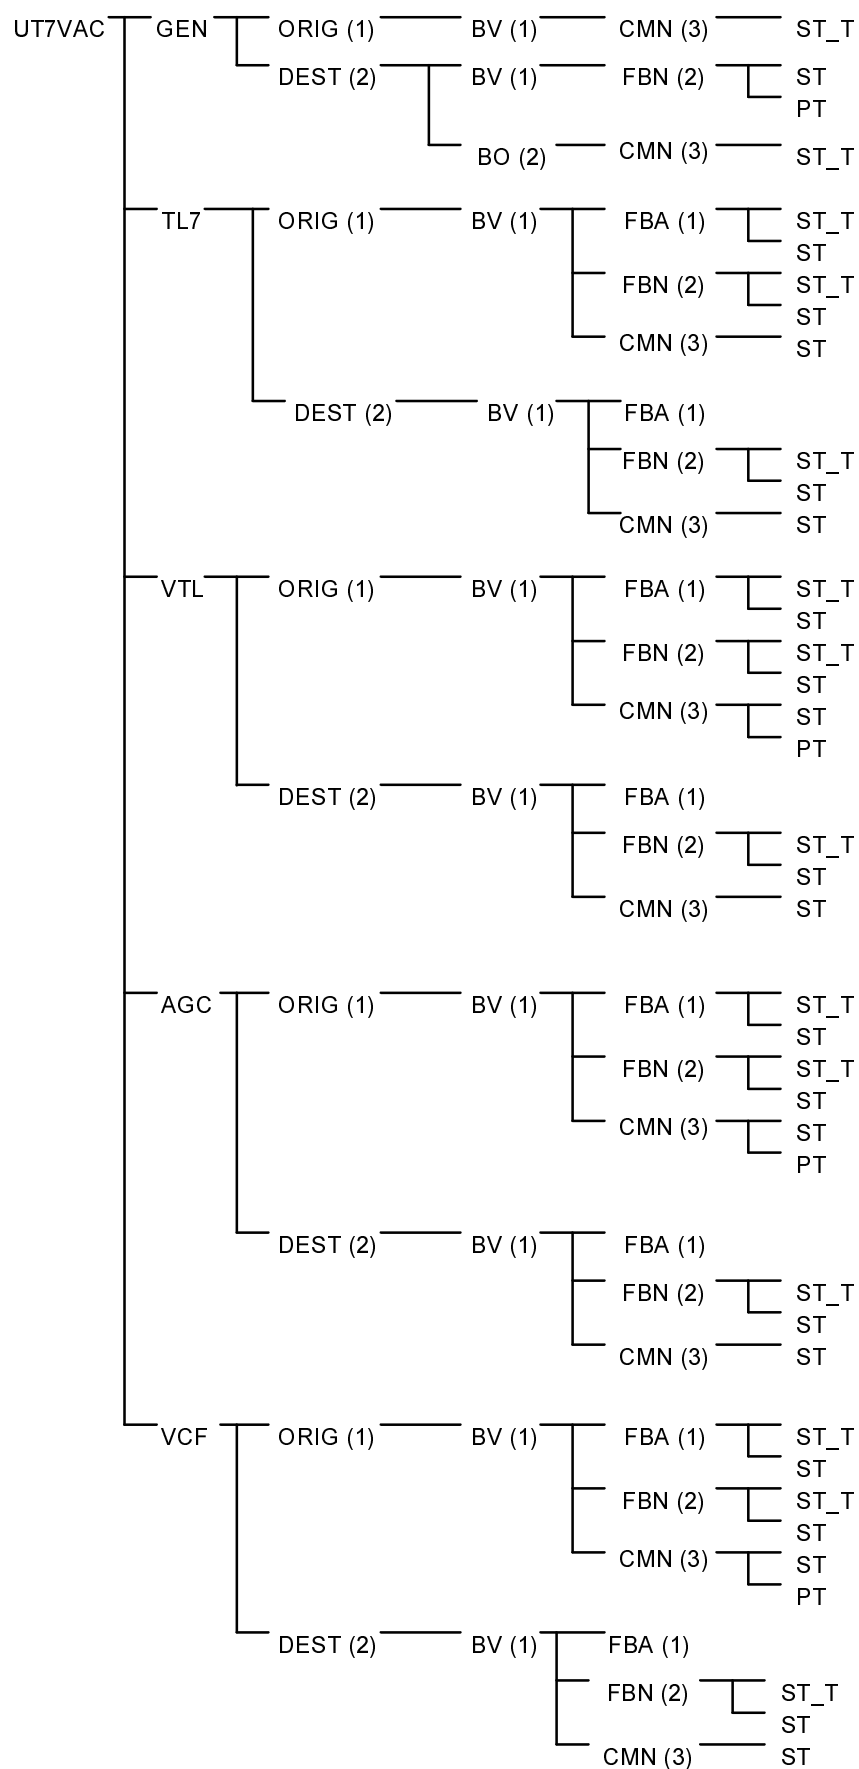 UT7VAC GEN ORIG (1) BV (1) CMN (3) ST_T
DEST (2) BV (1) FBN (2) ST
PT
BO (2) CMN (3) ST_T
TL7 ORIG (1) BV (1) FBA (1) ST_T
ST
FBN (2) ST_T
ST
CMN (3) ST
DEST (2) BV (1) FBA (1)
FBN (2) ST_T
ST
CMN (3) ST
VTL ORIG (1) BV (1) FBA (1) ST_T
ST
FBN (2) ST_T
ST
CMN (3) ST
PT
DEST (2) BV (1) FBA (1)
FBN (2) ST_T
ST
CMN (3) ST
AGC ORIG (1) BV (1) FBA (1) ST_T
ST
FBN (2) ST_T
ST
CMN (3) ST
PT
DEST (2) BV (1) FBA (1)
FBN (2) ST_T
ST
CMN (3) ST
VCF ORIG (1) BV (1) FBA (1) ST_T
ST
FBN (2) ST_T
ST
CMN (3) ST
PT
DEST (2) BV (1) FBA (1)
FBN (2) ST_T
ST
CMN (3) ST